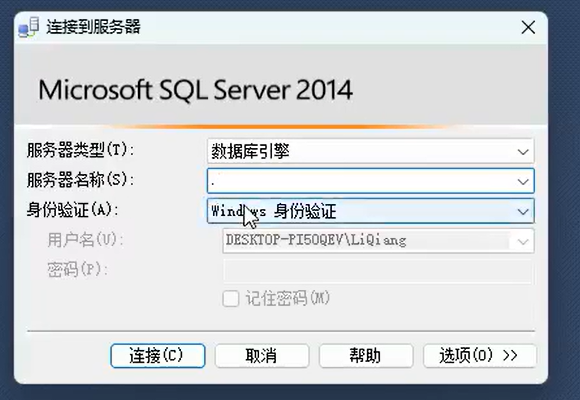 连接到服务器
Microsoft SQL Server 2014
服务器类型(T): 数据库引擎
服务器名称(S): .
身份验证(A): Windows 身份验证
用户名(U): DESKTOP-PI5OQEV\LiQiang
密码(P):
记住密码(M)
连接(C) 取消 帮助 选项(O) >>